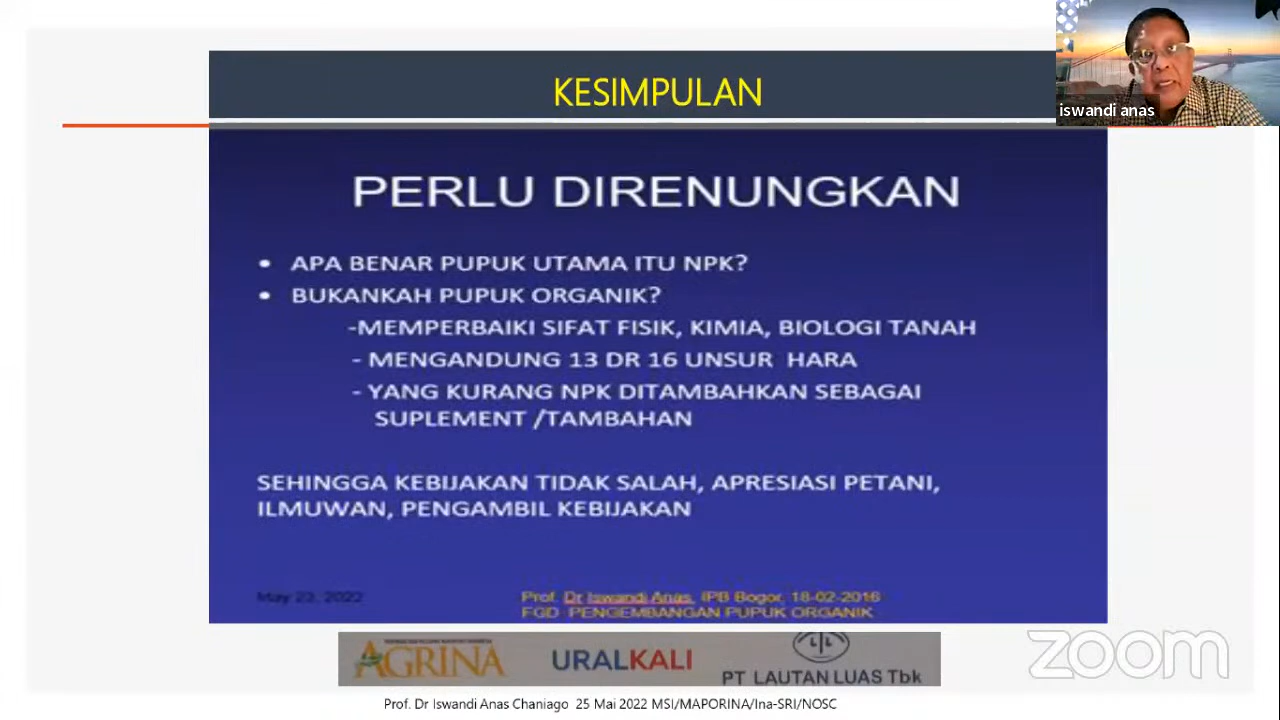 KESIMPULAN
iswandi anas
PERLU DIRENUNGKAN
• APA BENAR PUPUK UTAMA ITU NPK?
• BUKANKAH PUPUK ORGANIK?
-MEMPERBAIKI SIFAT FISIK, KIMIA, BIOLOGI TANAH
- MENGANDUNG 13 DR 16 UNSUR HARA
- YANG KURANG NPK DITAMBAHKAN SEBAGAI
SUPLEMENT /TAMBAHAN
SEHINGGA KEBIJAKAN TIDAK SALAH, APRESIASI PETANI,
ILMUWAN, PENGAMBIL KEBIJAKAN
May 23, 2022
Prof. Dr Iswandi Anas, IPB Bogor, 18-02-2016
FGD PENGEMBANGAN PUPUK ORGANIK
AGRINA
URALKALI
PT LAUTAN LUAS Tbk
zoom
Prof. Dr Iswandi Anas Chaniago 25 Mai 2022 MSI/MAPORINA/Ina-SRI/NOSC